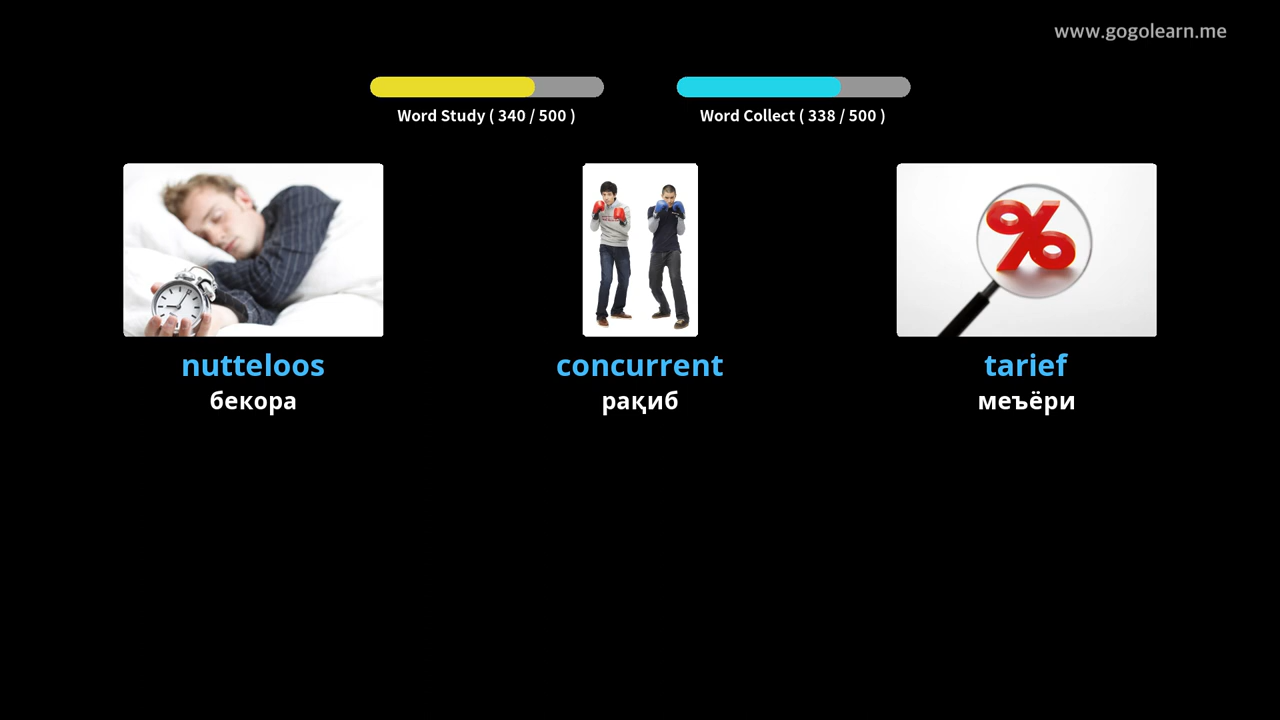 www.gogolearn.me
Word Study ( 340 / 500 )
Word Collect ( 338 / 500 )
nutteloos
concurrent
tarief
бекора
рақиб
меъёри